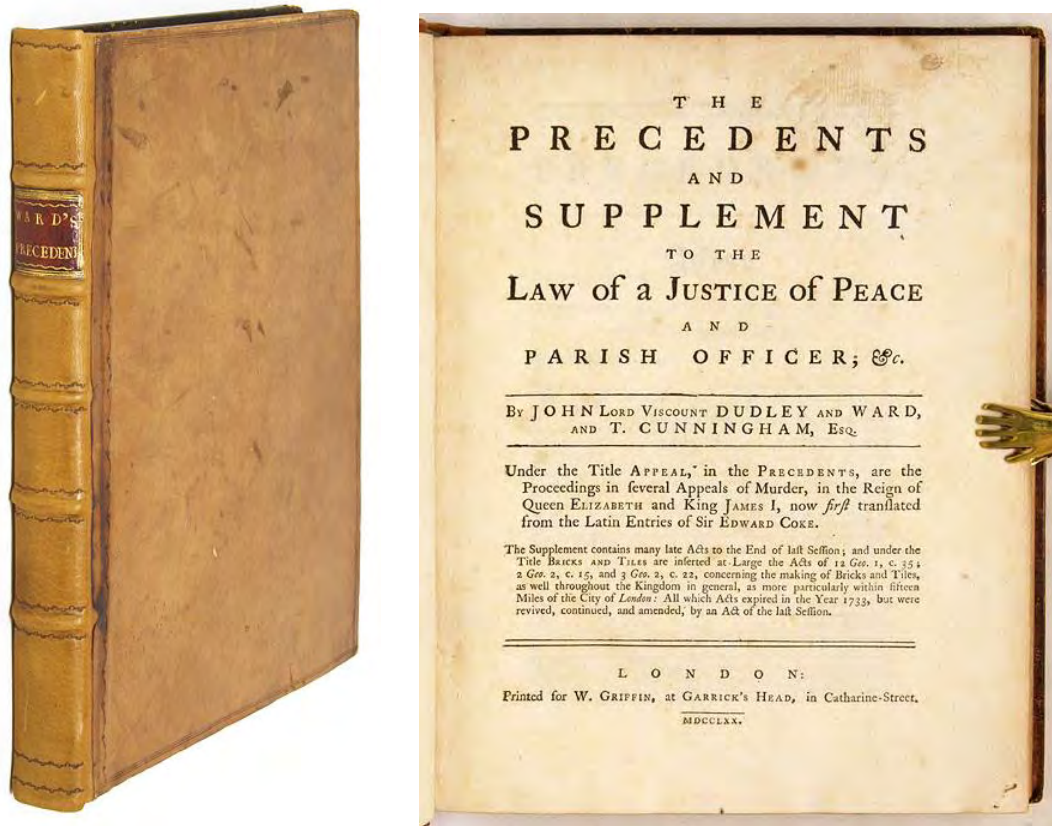 WARD'S
PRECEDENT
THE
PRECEDENTS
AND
SUPPLEMENT
TO THE
LAW of a JUSTICE of PEACE
AND
PARISH OFFICER; &c.
By JOHN LORD VISCOUNT DUDLEY AND WARD,
AND T. CUNNINGHAM, Esq.
Under the Title APPEAL, in the PRECEDENTS, are the
Proceedings in ſeveral Appeals of Murder, in the Reign of
Queen ELIZABETH and King JAMES I, now firſt tranſlated
from the Latin Entries of Sir EDWARD COKE.
The Supplement contains many late Acts to the End of laſt Seſſion; and under the
Title BRICKS AND TILES are inſerted at Large the Acts of 12 Geo. 1, c. 35;
2 Geo. 2, c. 15, and 3 Geo. 2, c. 22, concerning the making of Bricks and Tiles,
as well throughout the Kingdom in general, as more particularly within fifteen
Miles of the City of London: All which Acts expired in the Year 1733, but were
revived, continued, and amended, by an Act of the laſt Seſſion.
LONDON:
Printed for W. GRIFFIN, at GARRICK'S HEAD, in Catharine-Street.
MDCCLXX.